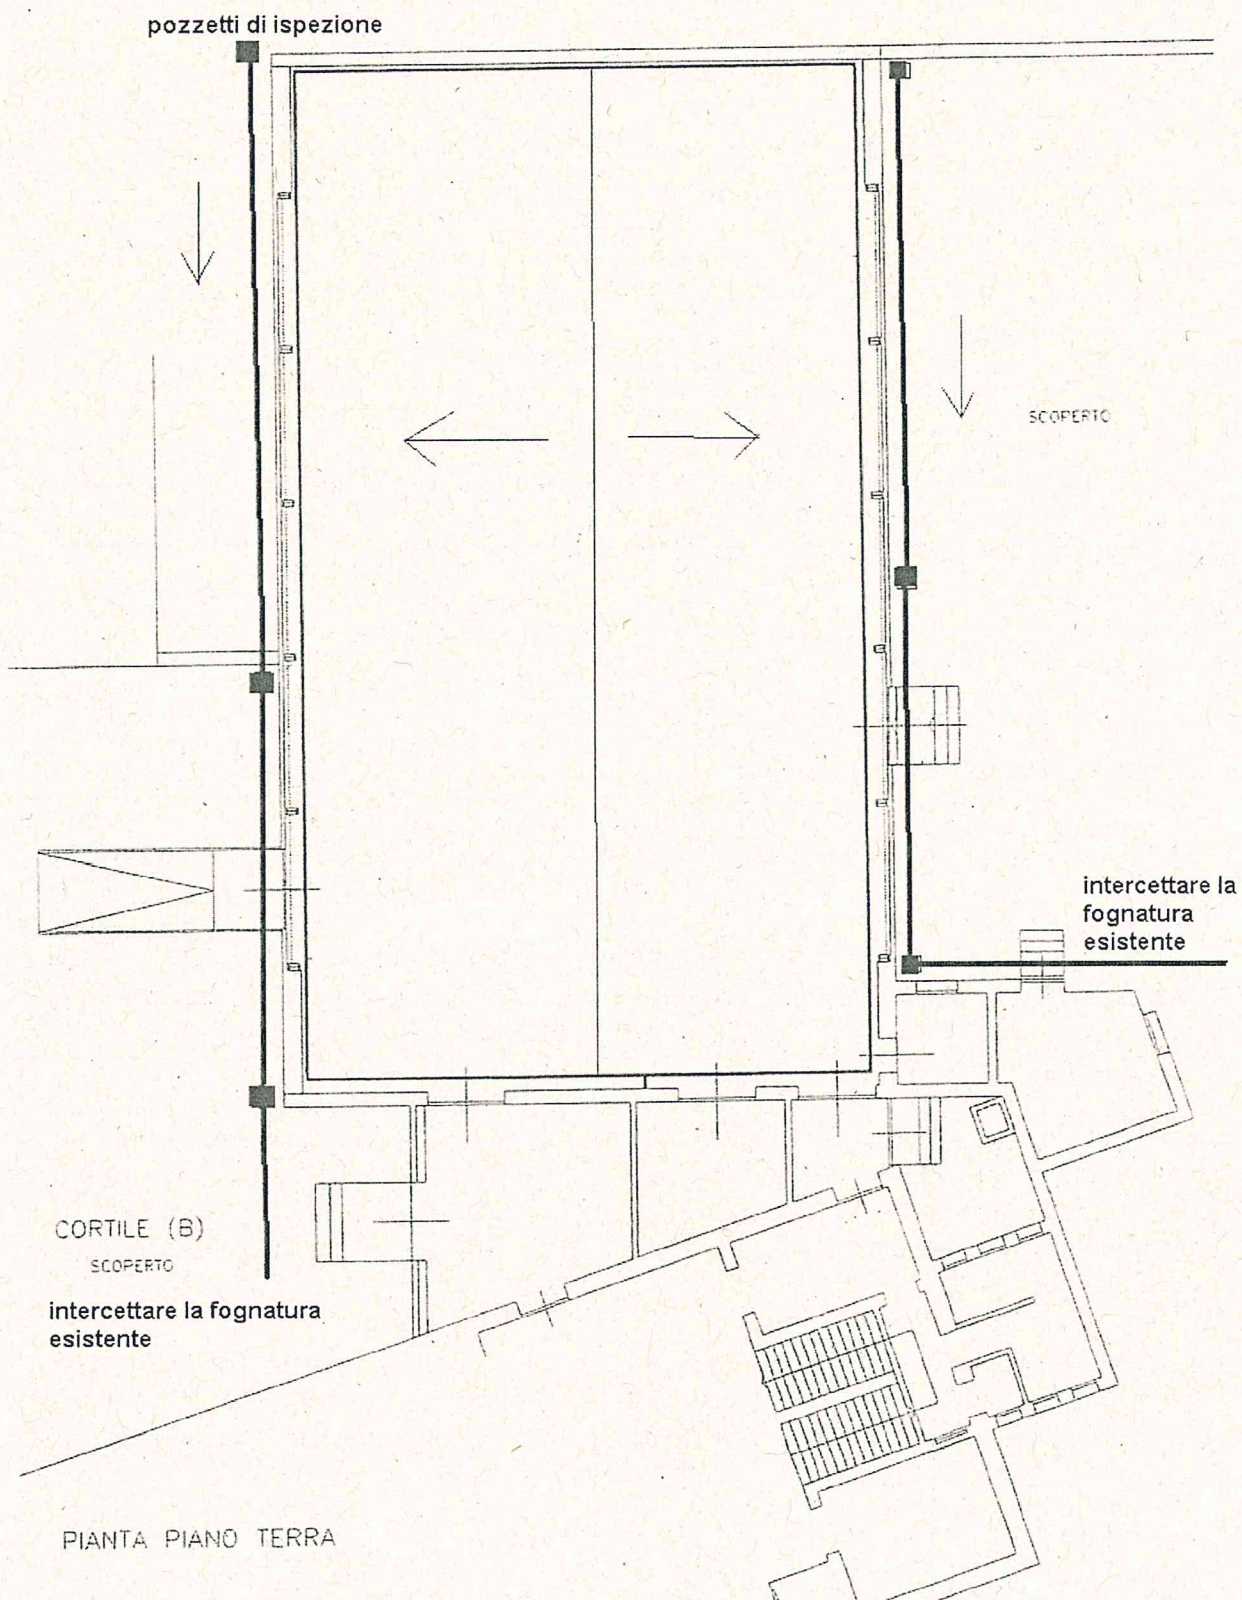 pozzetti di ispezione
SCOPERTO
intercettare la
fognatura
esistente
CORTILE (B)
SCOPERTO
intercettare la fognatura
esistente
PIANTA PIANO TERRA